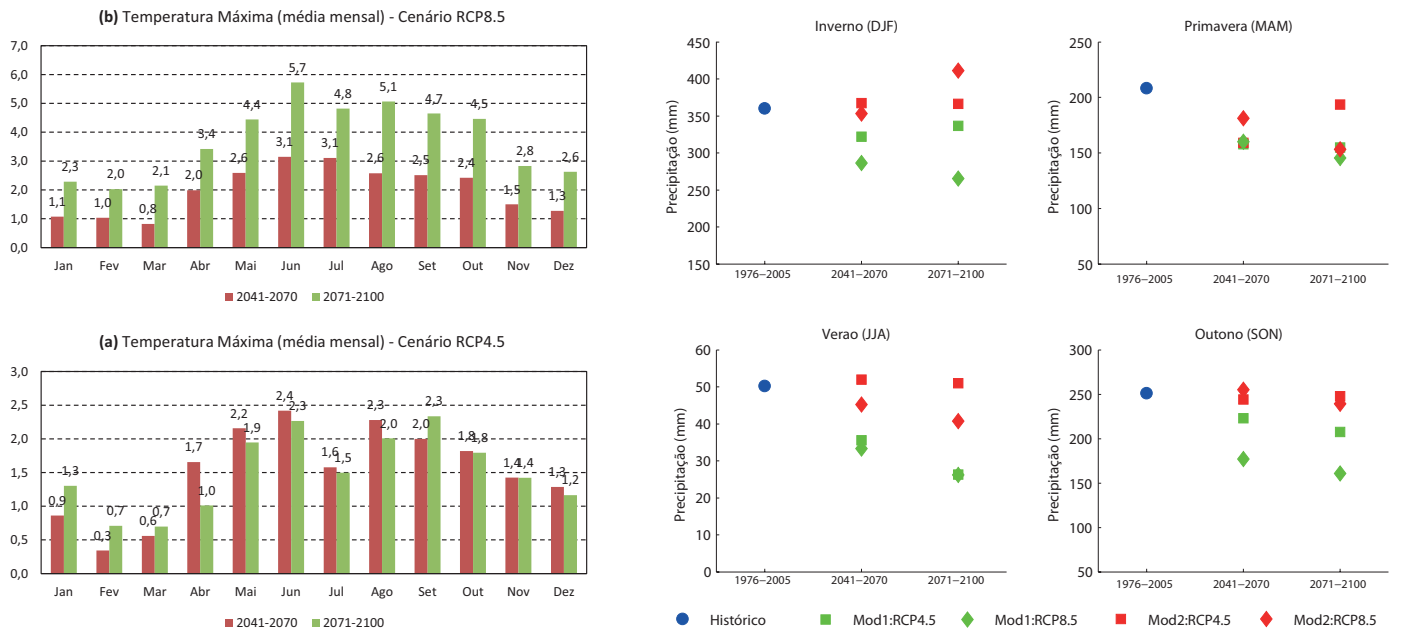 (b) Temperatura Máxima (média mensal) - Cenário RCP8.5
7,0
6,0
5,0
4,0
3,0
2,0
1,0
0,0
1,1 2,3 1,0 2,0 0,8 2,1 2,0 3,4 2,6 4,4 3,1 5,7 3,1 4,8 2,6 5,1 2,5 4,7 2,4 4,5 1,5 2,8 1,3 2,6
Jan Fev Mar Abr Mai Jun Jul Ago Set Out Nov Dez
2041-2070 2071-2100
(a) Temperatura Máxima (média mensal) - Cenário RCP4.5
3,0
2,5
2,0
1,5
1,0
0,5
0,0
0,9 1,3 0,3 0,7 0,6 0,7 1,7 1,0 2,2 1,9 2,4 2,3 1,6 1,5 2,3 2,0 2,0 2,3 1,8 1,8 1,4 1,4 1,3 1,2
Jan Fev Mar Abr Mai Jun Jul Ago Set Out Nov Dez
2041-2070 2071-2100
Inverno (DJF)
Precipitação (mm)
450
400
350
300
250
200
150
1976–2005 2041–2070 2071–2100
Primavera (MAM)
Precipitação (mm)
250
200
150
100
50
1976–2005 2041–2070 2071–2100
Verao (JJA)
Precipitação (mm)
60
50
40
30
20
10
0
1976–2005 2041–2070 2071–2100
Outono (SON)
Precipitação (mm)
300
250
200
150
100
50
1976–2005 2041–2070 2071–2100
Histórico Mod1:RCP4.5 Mod1:RCP8.5 Mod2:RCP4.5 Mod2:RCP8.5